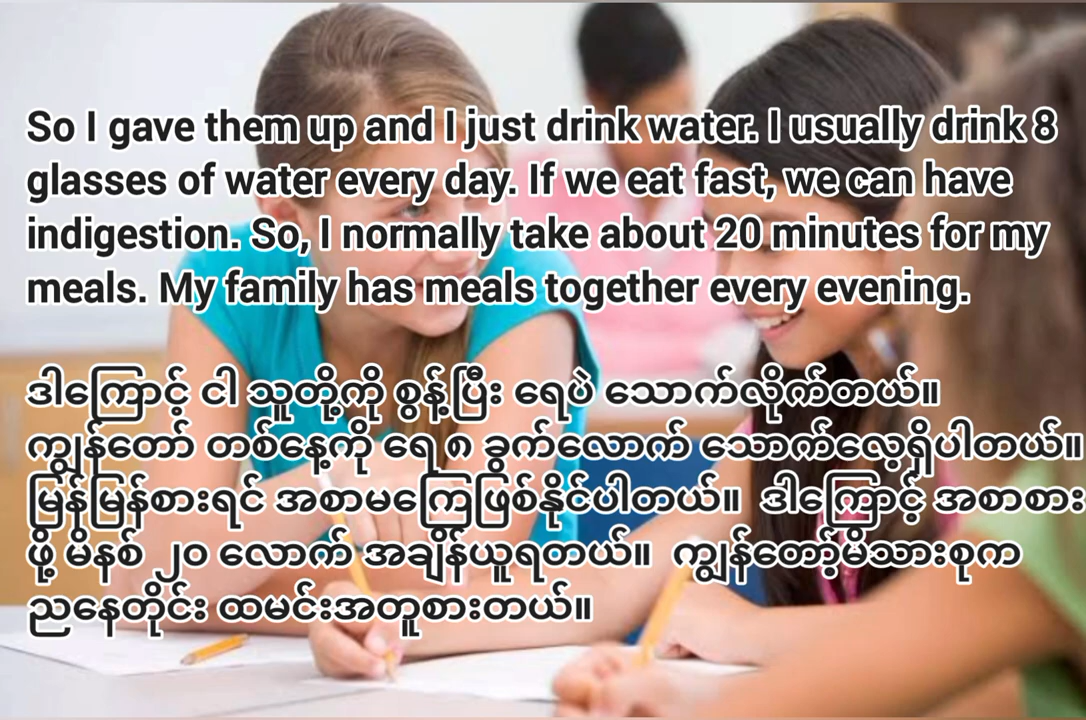 So I gave them up and I just drink water. I usually drink 8
glasses of water every day. If we eat fast, we can have
indigestion. So, I normally take about 20 minutes for my
meals. My family has meals together every evening.
ဒါကြောင့် ငါ သူတို့ကို စွန့်ပြီး ရေပဲ သောက်လိုက်တယ်။
ကျွန်တော် တစ်နေ့ကို ရေ ၈ ခွက်လောက် သောက်လေ့ရှိပါတယ်။
မြန်မြန်စားရင် အစာမကြေဖြစ်နိုင်ပါတယ်။ ဒါကြောင့် အစာစား
ဖို့ မိနစ် ၂၀ လောက် အချိန်ယူရတယ်။ ကျွန်တော့်မိသားစုက
ညနေတိုင်း ထမင်းအတူစားတယ်။